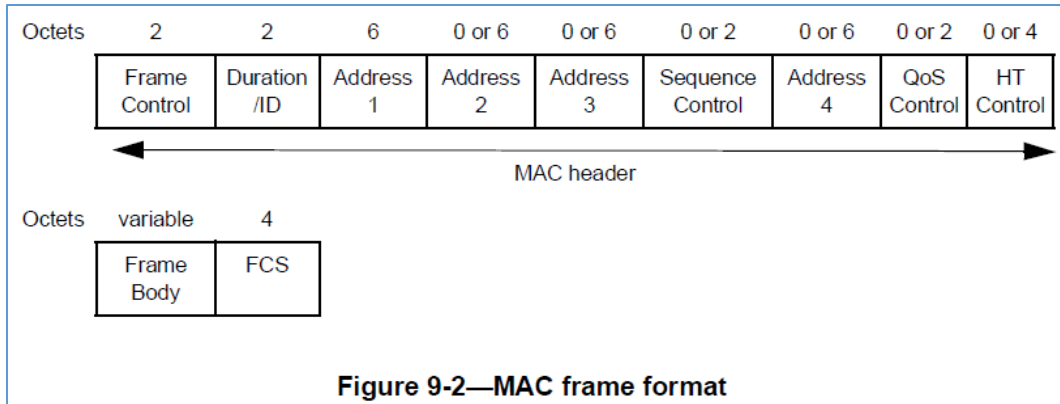 Octets 2 2 6 0 or 6 0 or 6 0 or 2 0 or 6 0 or 2 0 or 4
Frame Duration Address Address Address Sequence Address QoS HT
Control /ID 1 2 3 Control 4 Control Control
MAC header
Octets variable 4
Frame FCS
Body
Figure 9-2—MAC frame format